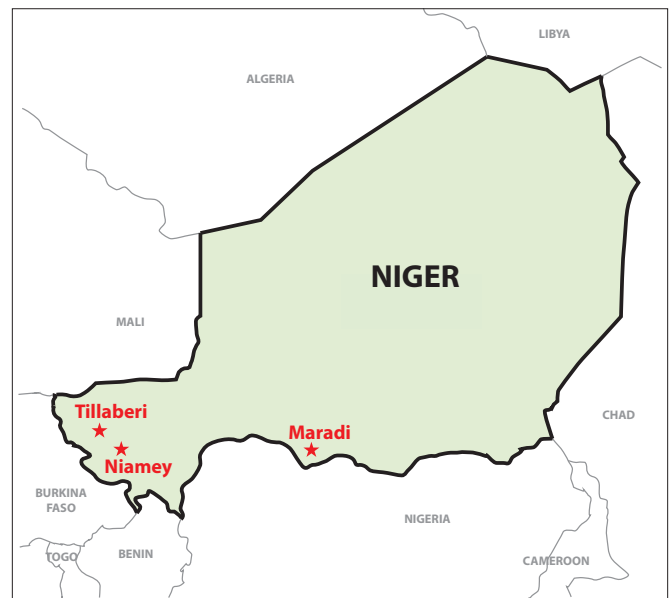 LIBYA
ALGERIA
NIGER
MALI
Tillaberi
Maradi
CHAD
Niamey
BURKINA
FASO
NIGERIA
TOGO
BENIN
CAMEROON